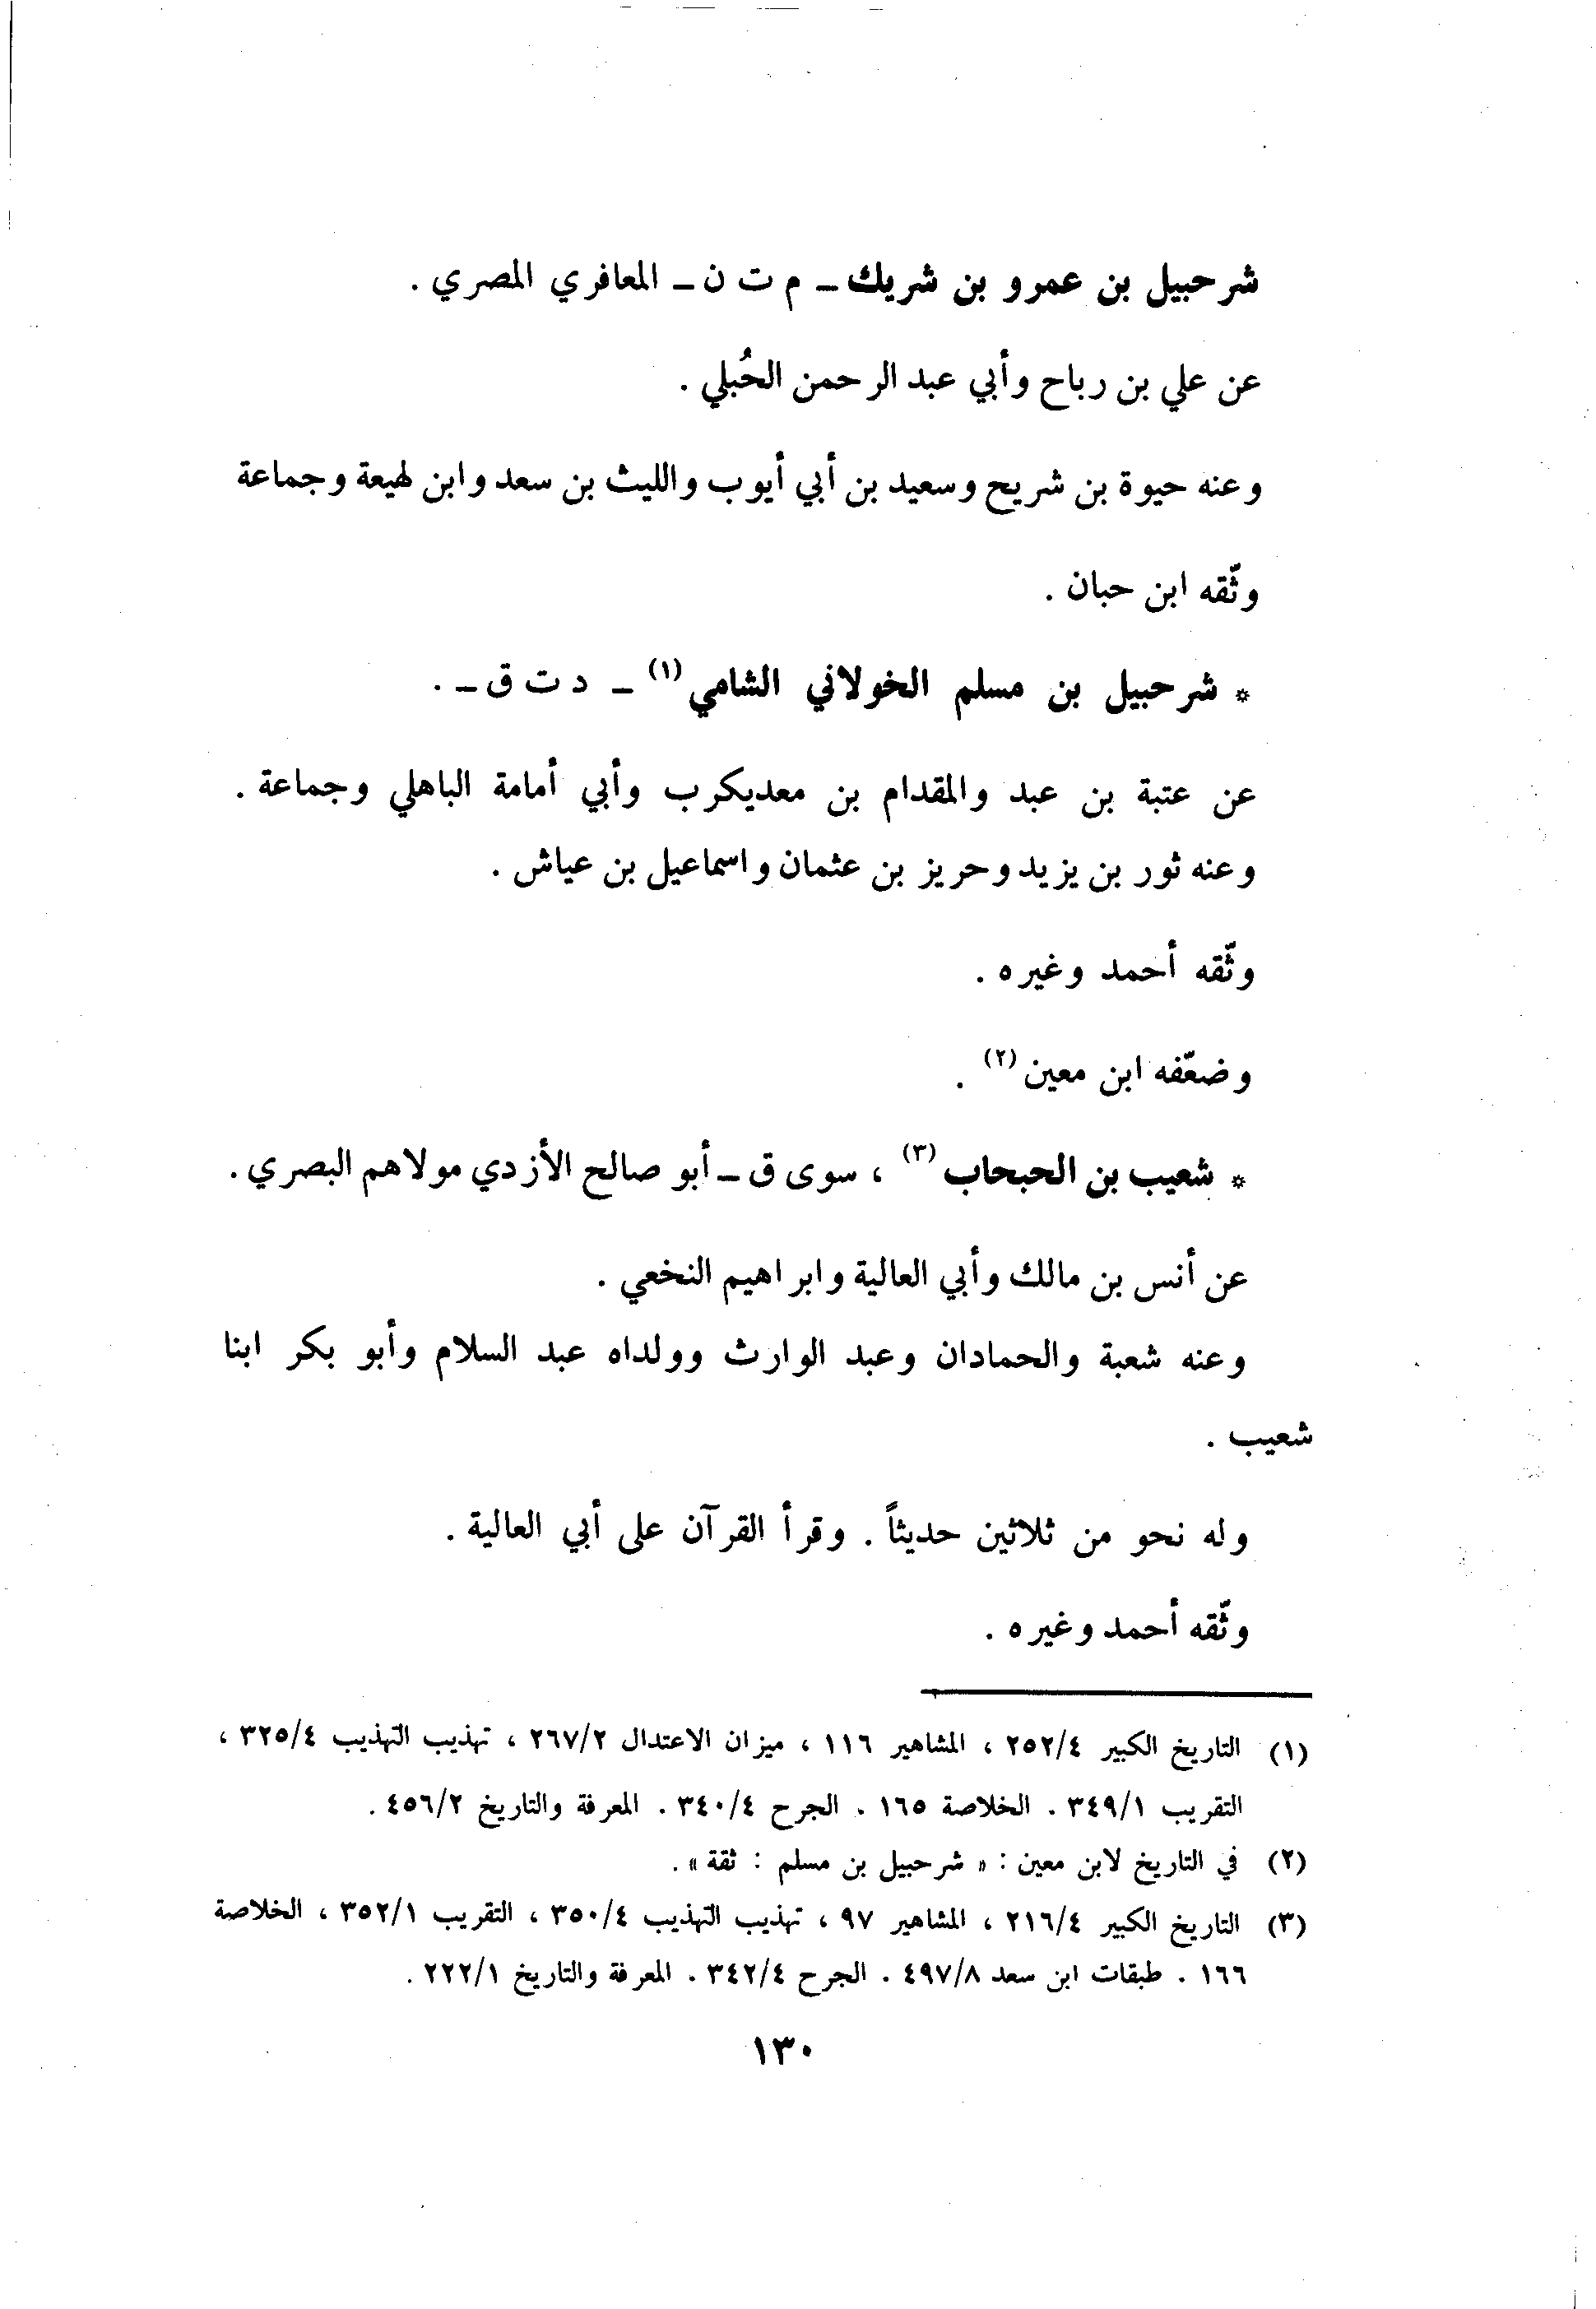 شرحبيل بن عمرو بن شريك ـ م ت ن ـ المعافري المصري .
عن علي بن رباح وأبي عبد الرحمن الحُبلي .
وعنه حيوة بن شريح وسعيد بن أبي أيوب والليث بن سعد وابن لهيعة وجماعة
وثّقه ابن حبان .
* شرحبيل بن مسلم الخولاني الشامي (١) ـ د ت ق ـ .
عن عتبة بن عبد والمقدام بن معديكرب وأبي أمامة الباهلي وجماعة .
وعنه ثور بن يزيد وحريز بن عثمان واسماعيل بن عياش .
وثّقه أحمد وغيره .
وضعّفه ابن معين (٢) .
* شعيب بن الحبحاب (٣) ، سوى ق ـ أبو صالح الأزدي مولاهم البصري .
عن أنس بن مالك وأبي العالية وابراهيم النخعي .
وعنه شعبة والحمادان وعبد الوارث وولداه عبد السلام وأبو بكر ابنا
شعيب .
وله نحو من ثلاثين حديثاً . وقرأ القرآن على أبي العالية .
وثّقه أحمد وغيره .
(١) التاريخ الكبير ٢٥٢/٤ ، المشاهير ١١٦ ، ميزان الاعتدال ٢٦٧/٢ ، تهذيب التهذيب ٣٢٥/٤ ،
التقريب ٣٤٩/١ . الخلاصة ١٦٥ . الجرح ٣٤٠/٤ . المعرفة والتاريخ ٤٥٦/٢ .
(٢) في التاريخ لابن معين : « شرحبيل بن مسلم : ثقة » .
(٣) التاريخ الكبير ٢١٦/٤ ، المشاهير ٩٧ ، تهذيب التهذيب ٣٥٠/٤ ، التقريب ٣٥٢/١ ، الخلاصة
١٦٦ . طبقات ابن سعد ٤٩٧/٨ . الجرح ٣٤٢/٤ . المعرفة والتاريخ ٢٢٢/١ .
١٣٠